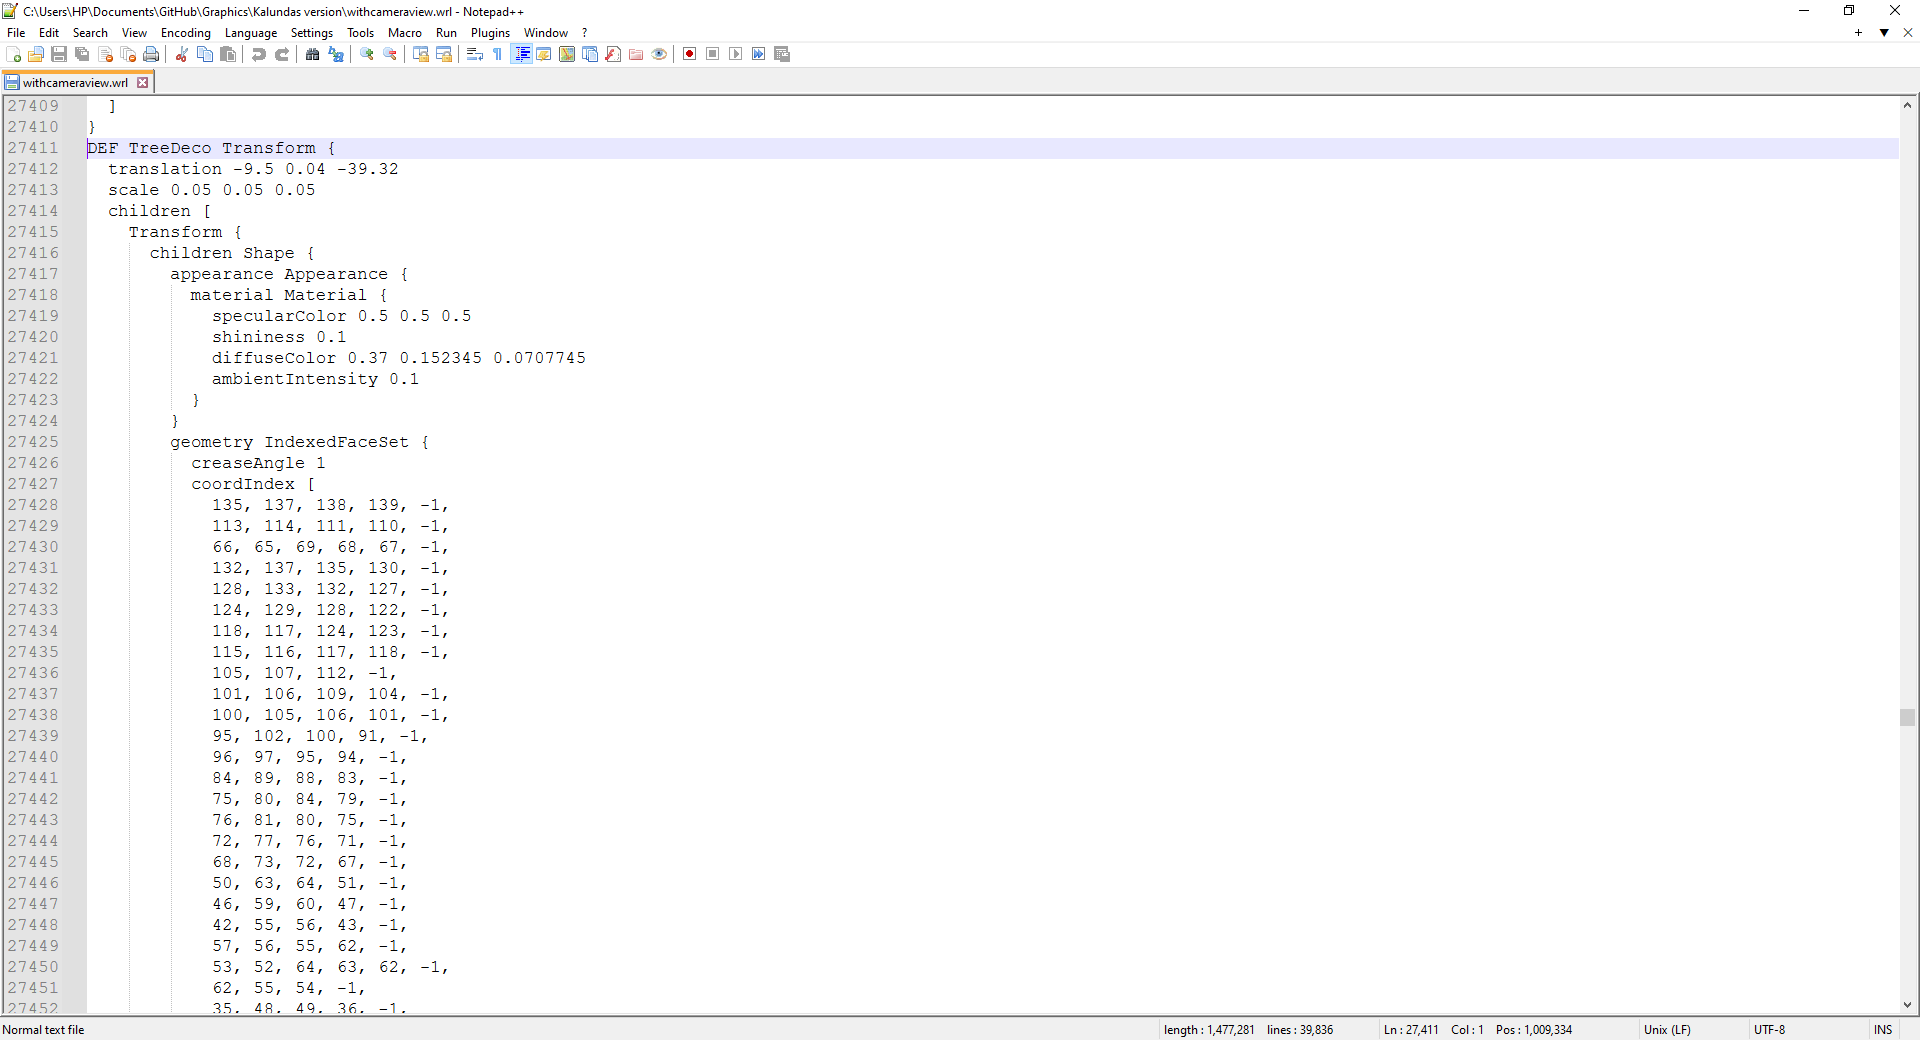 C:\Users\HP\Documents\GitHub\Graphics\Kalundas version\withcameraview.wrl - Notepad++
File Edit Search View Encoding Language Settings Tools Macro Run Plugins Window ?
+ ▼ ✕
withcameraview.wrl
27409 ]
27410 }
27411 DEF TreeDeco Transform {
27412 translation -9.5 0.04 -39.32
27413 scale 0.05 0.05 0.05
27414 children [
27415 Transform {
27416 children Shape {
27417 appearance Appearance {
27418 material Material {
27419 specularColor 0.5 0.5 0.5
27420 shininess 0.1
27421 diffuseColor 0.37 0.152345 0.0707745
27422 ambientIntensity 0.1
27423 }
27424 }
27425 geometry IndexedFaceSet {
27426 creaseAngle 1
27427 coordIndex [
27428 135, 137, 138, 139, -1,
27429 113, 114, 111, 110, -1,
27430 66, 65, 69, 68, 67, -1,
27431 132, 137, 135, 130, -1,
27432 128, 133, 132, 127, -1,
27433 124, 129, 128, 122, -1,
27434 118, 117, 124, 123, -1,
27435 115, 116, 117, 118, -1,
27436 105, 107, 112, -1,
27437 101, 106, 109, 104, -1,
27438 100, 105, 106, 101, -1,
27439 95, 102, 100, 91, -1,
27440 96, 97, 95, 94, -1,
27441 84, 89, 88, 83, -1,
27442 75, 80, 84, 79, -1,
27443 76, 81, 80, 75, -1,
27444 72, 77, 76, 71, -1,
27445 68, 73, 72, 67, -1,
27446 50, 63, 64, 51, -1,
27447 46, 59, 60, 47, -1,
27448 42, 55, 56, 43, -1,
27449 57, 56, 55, 62, -1,
27450 53, 52, 64, 63, 62, -1,
27451 62, 55, 54, -1,
27452 35, 48, 49, 36, -1,
Normal text file length : 1,477,281 lines : 39,836 Ln : 27,411 Col : 1 Pos : 1,009,334 Unix (LF) UTF-8 INS